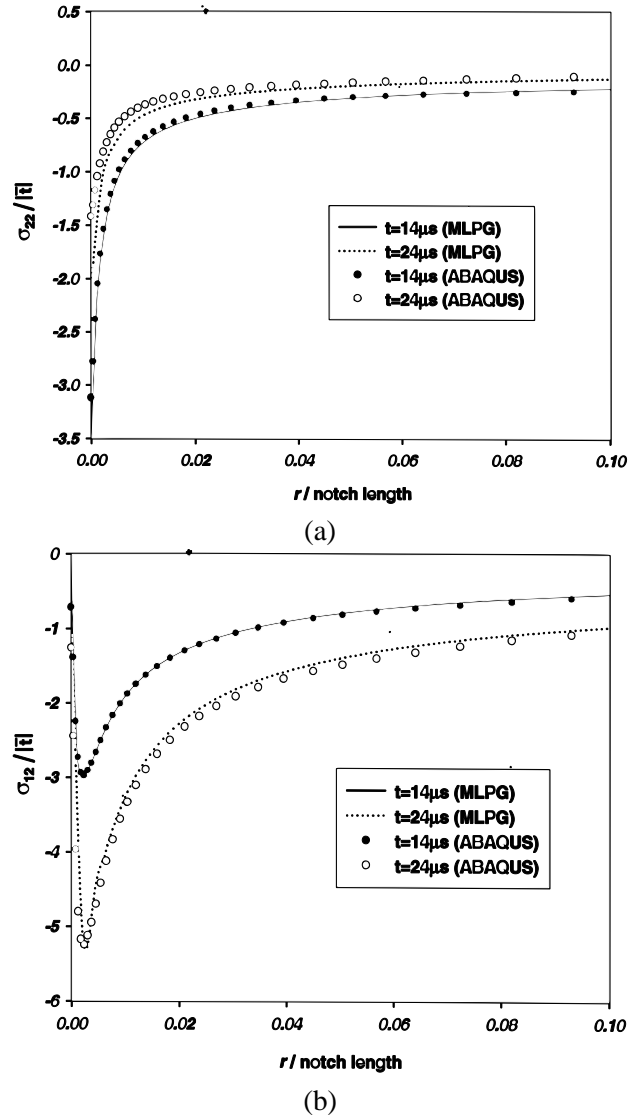 0.5
0.0
-0.5
-1.0
-1.5
-2.0
-2.5
-3.0
-3.5
σ22/|t̅|
t=14μs (MLPG)
t=24μs (MLPG)
t=14μs (ABAQUS)
t=24μs (ABAQUS)
0.00 0.02 0.04 0.06 0.08 0.10
r / notch length
(a)
0
-1
-2
-3
-4
-5
-6
σ12/|t̅|
t=14μs (MLPG)
t=24μs (MLPG)
t=14μs (ABAQUS)
t=24μs (ABAQUS)
0.00 0.02 0.04 0.06 0.08 0.10
r / notch length
(b)